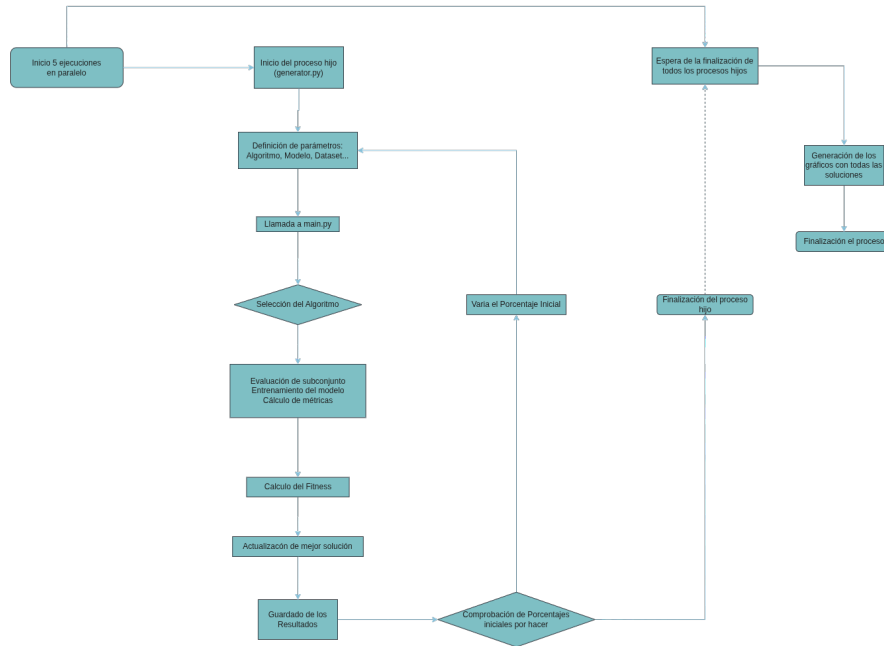 Inicio 5 ejecuciones
en paralelo
Inicio del proceso hijo
(generator.py)
Espera de la finalización de
todos los procesos hijos
Definición de parámetros:
Algoritmo, Modelo, Dataset...
Generación de los
gráficos con todas las
soluciones
Llamada a main.py
Finalización el proceso
Selección del Algoritmo
Varia el Porcentaje Inicial
Finalización del proceso
hijo
Evaluación de subconjunto
Entrenamiento del modelo
Cálculo de métricas
Calculo del Fitness
Actualizacón de mejor solución
Guardado de los
Resultados
Comprobación de Porcentajes
iniciales por hacer